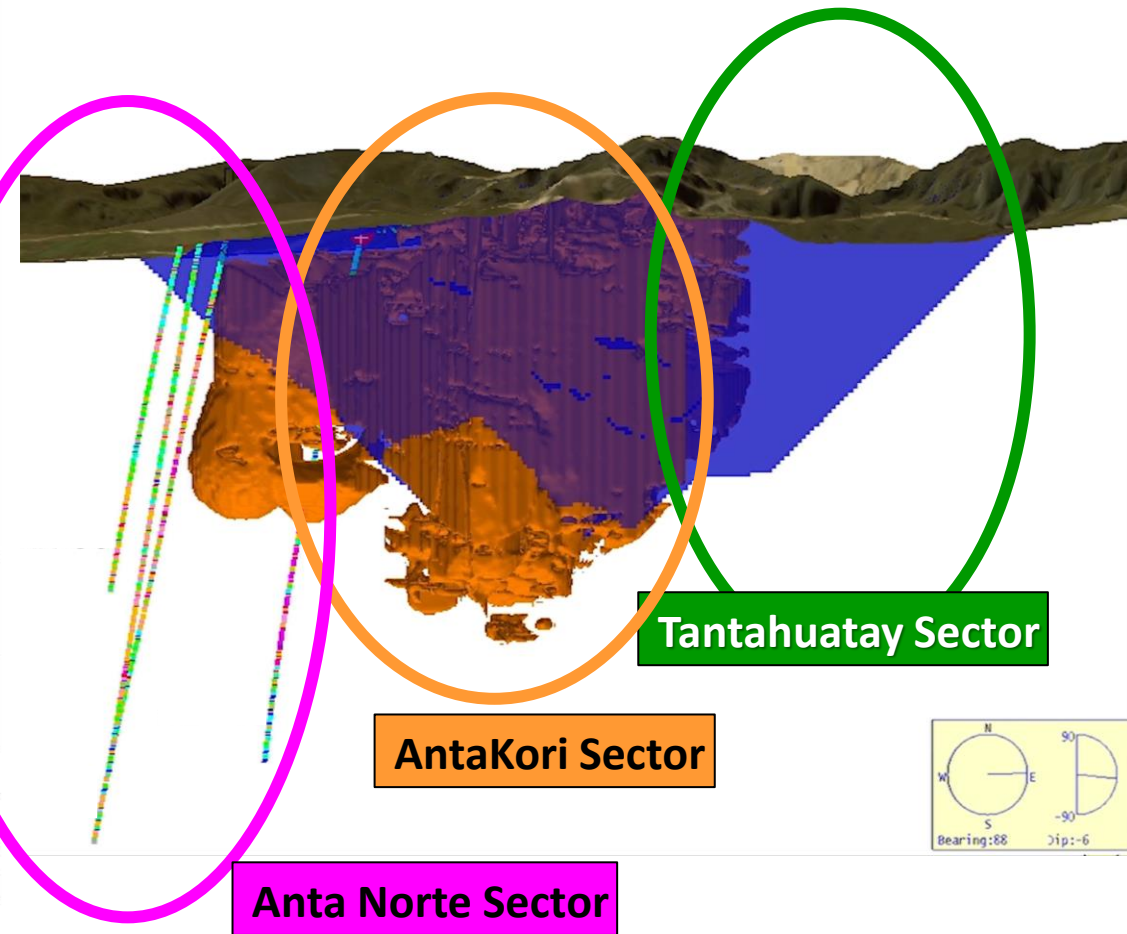 Tantahuatay Sector
AntaKori Sector
Anta Norte Sector
N
W
E
S
90
-90
Bearing:88
Dip:-6